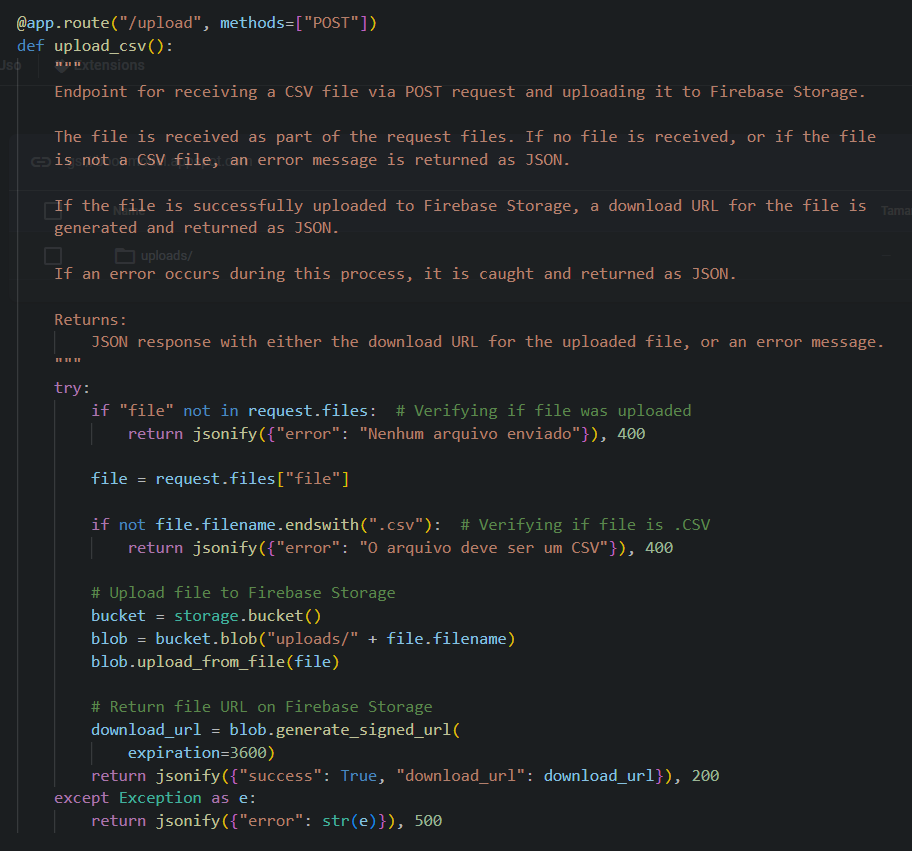 @app.route("/upload", methods=["POST"])
def upload_csv():
"""
Extensions
Endpoint for receiving a CSV file via POST request and uploading it to Firebase Storage.
The file is received as part of the request files. If no file is received, or if the file
is not a CSV file, an error message is returned as JSON.
If the file is successfully uploaded to Firebase Storage, a download URL for the file is
generated and returned as JSON.
uploads/
If an error occurs during this process, it is caught and returned as JSON.
Returns:
JSON response with either the download URL for the uploaded file, or an error message.
"""
try:
if "file" not in request.files:  # Verifying if file was uploaded
return jsonify({"error": "Nenhum arquivo enviado"}), 400
file = request.files["file"]
if not file.filename.endswith(".csv"):  # Verifying if file is .CSV
return jsonify({"error": "O arquivo deve ser um CSV"}), 400
# Upload file to Firebase Storage
bucket = storage.bucket()
blob = bucket.blob("uploads/" + file.filename)
blob.upload_from_file(file)
# Return file URL on Firebase Storage
download_url = blob.generate_signed_url(
expiration=3600)
return jsonify({"success": True, "download_url": download_url}), 200
except Exception as e:
return jsonify({"error": str(e)}), 500